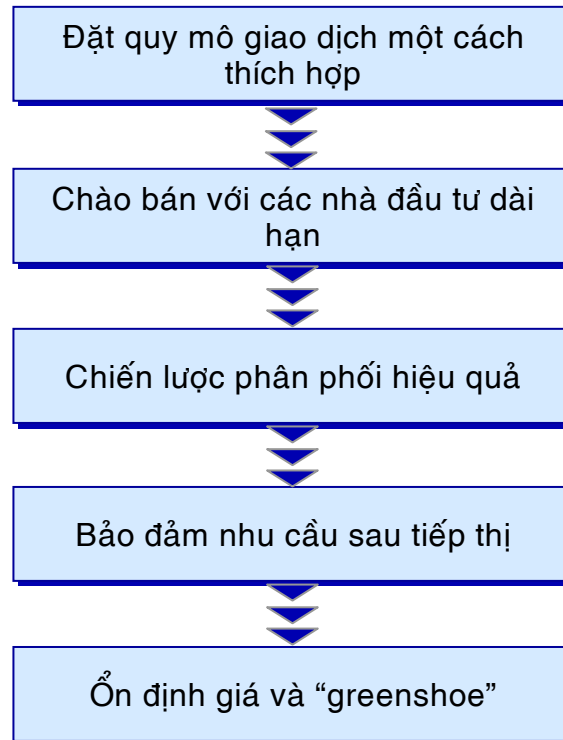 Đặt quy mô giao dịch một cách
thích hợp
Chào bán với các nhà đầu tư dài
hạn
Chiến lược phân phối hiệu quả
Bảo đảm nhu cầu sau tiếp thị
Ổn định giá và “greenshoe”